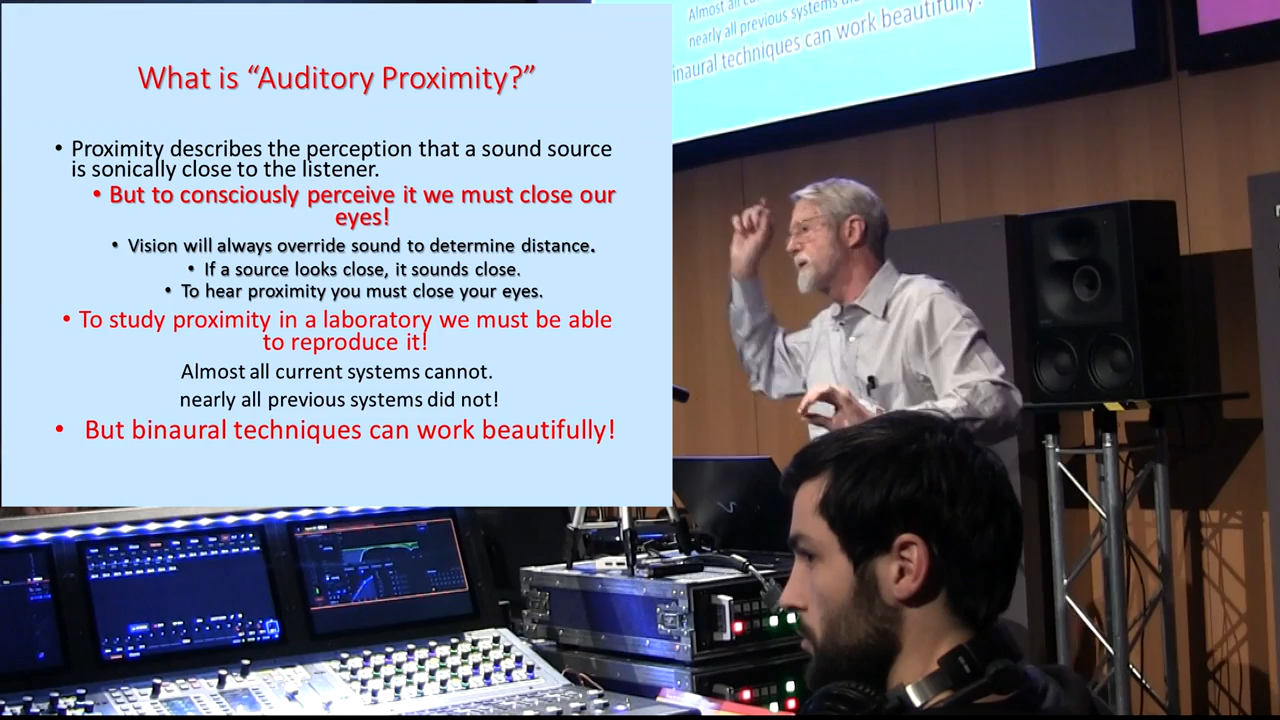 What is “Auditory Proximity?”
• Proximity describes the perception that a sound source
is sonically close to the listener.
• But to consciously perceive it we must close our
eyes!
• Vision will always override sound to determine distance.
• If a source looks close, it sounds close.
• To hear proximity you must close your eyes.
• To study proximity in a laboratory we must be able
to reproduce it!
Almost all current systems cannot.
nearly all previous systems did not!
• But binaural techniques can work beautifully!
Almost all
nearly all previous systems
binaural techniques can work beautifully!